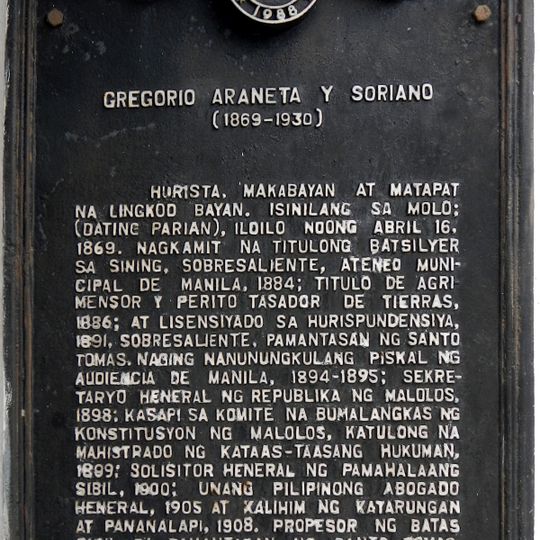 1988
GREGORIO ARANETA Y SORIANO
(1869-1930)
HURISTA, MAKABAYAN AT MATAPAT
NA LINGKOD BAYAN. ISINILANG SA MOLO;
(DATING PARIAN), ILOILO NOONG ABRIL 16,
1869. NAGKAMIT NA TITULONG BATSILYER
SA SINING, SOBRESALIENTE, ATENEO MUNI-
CIPAL DE MANILA, 1884; TITULO DE AGRI-
MENSOR Y PERITO TASADOR DE TIERRAS,
1886; AT LISENSIYADO SA HURISPUNDENSIYA,
1891, SOBRESALIENTE, PAMANTASAN NG SANTO
TOMAS. NAGING NANUNUNGKULANG PISKAL NG
AUDIENCIA DE MANILA, 1894-1895; SEKRE-
TARYO HENERAL NG REPUBLIKA NG MALOLOS,
1898; KASAPI SA KOMITE NA BUMALANGKAS NG
KONSTITUSYON NG MALOLOS, KATULONG NA
MAHISTRADO NG KATAAS-TAASANG HUKUMAN,
1899; SOLISITOR HENERAL NG PAMAHALAANG
SIBIL, 1900; UNANG PILIPINONG ABOGADO
HENERAL, 1905 AT KALIHIM NG KATARUNGAN
AT PANANALAPI, 1908. PROPESOR NG BATAS